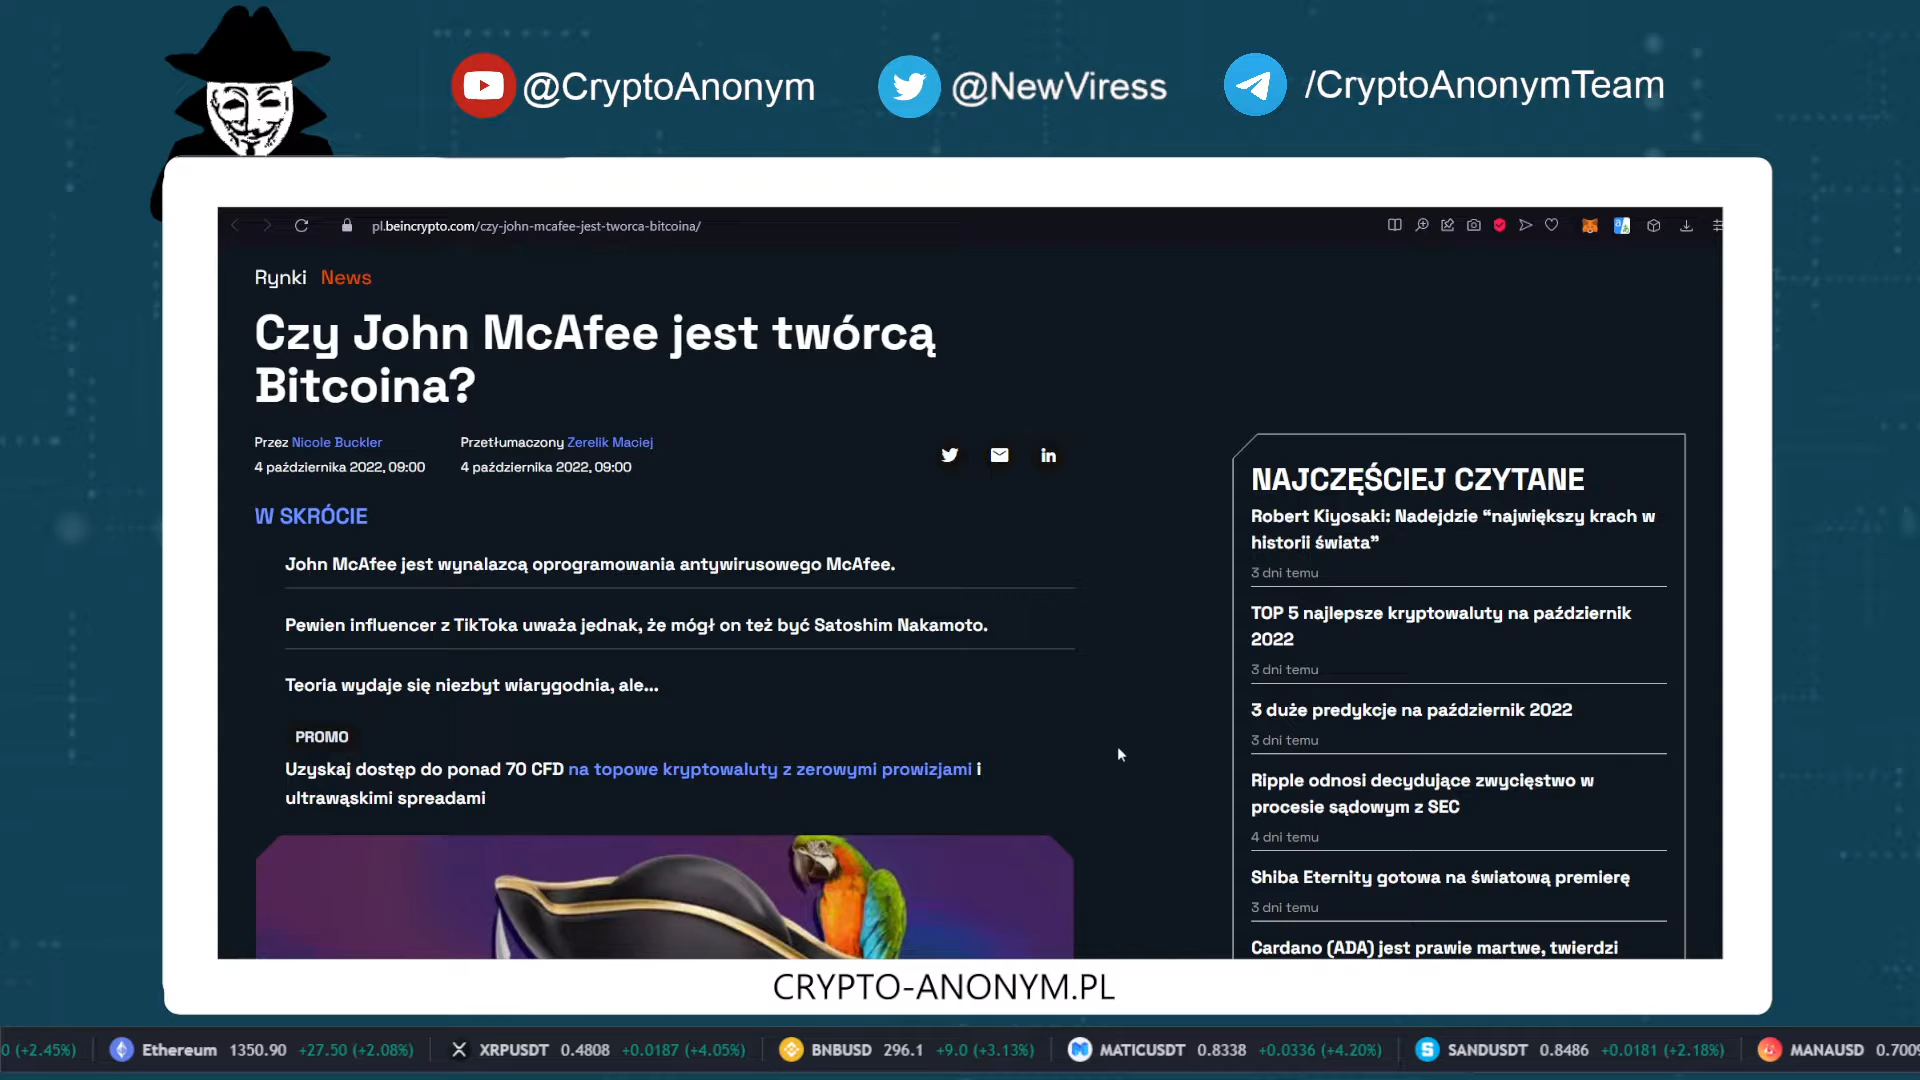 @CryptoAnonym
@NewViress
/CryptoAnonymTeam
pl.beincrypto.com/czy-john-mcafee-jest-tworca-bitcoina/
Rynki News
Czy John McAfee jest twórcą
Bitcoina?
Przez Nicole Buckler
4 października 2022, 09:00
Przetłumaczony Zerelik Maciej
4 października 2022, 09:00
W SKRÓCIE
John McAfee jest wynalazcą oprogramowania antywirusowego McAfee.
Pewien influencer z TikToka uważa jednak, że mógł on też być Satoshim Nakamoto.
Teoria wydaje się niezbyt wiarygodnia, ale...
PROMO
Uzyskaj dostęp do ponad 70 CFD na topowe kryptowaluty z zerowymi prowizjami i
ultrawąskimi spreadami
NAJCZĘŚCIEJ CZYTANE
Robert Kiyosaki: Nadejdzie “największy krach w
historii świata”
3 dni temu
TOP 5 najlepsze kryptowaluty na październik
2022
3 dni temu
3 duże predykcje na październik 2022
3 dni temu
Ripple odnosi decydujące zwycięstwo w
procesie sądowym z SEC
4 dni temu
Shiba Eternity gotowa na światową premierę
3 dni temu
Cardano (ADA) jest prawie martwe, twierdzi
CRYPTO-ANONYM.PL
0 (+2.45%) Ethereum 1350.90 +27.50 (+2.08%) XRPUSDT 0.4808 +0.0187 (+4.05%) BNBUSD 296.1 +9.0 (+3.13%) MATICUSDT 0.8338 +0.0336 (+4.20%) SANDUSDT 0.8486 +0.0181 (+2.18%) MANAUSD 0.700